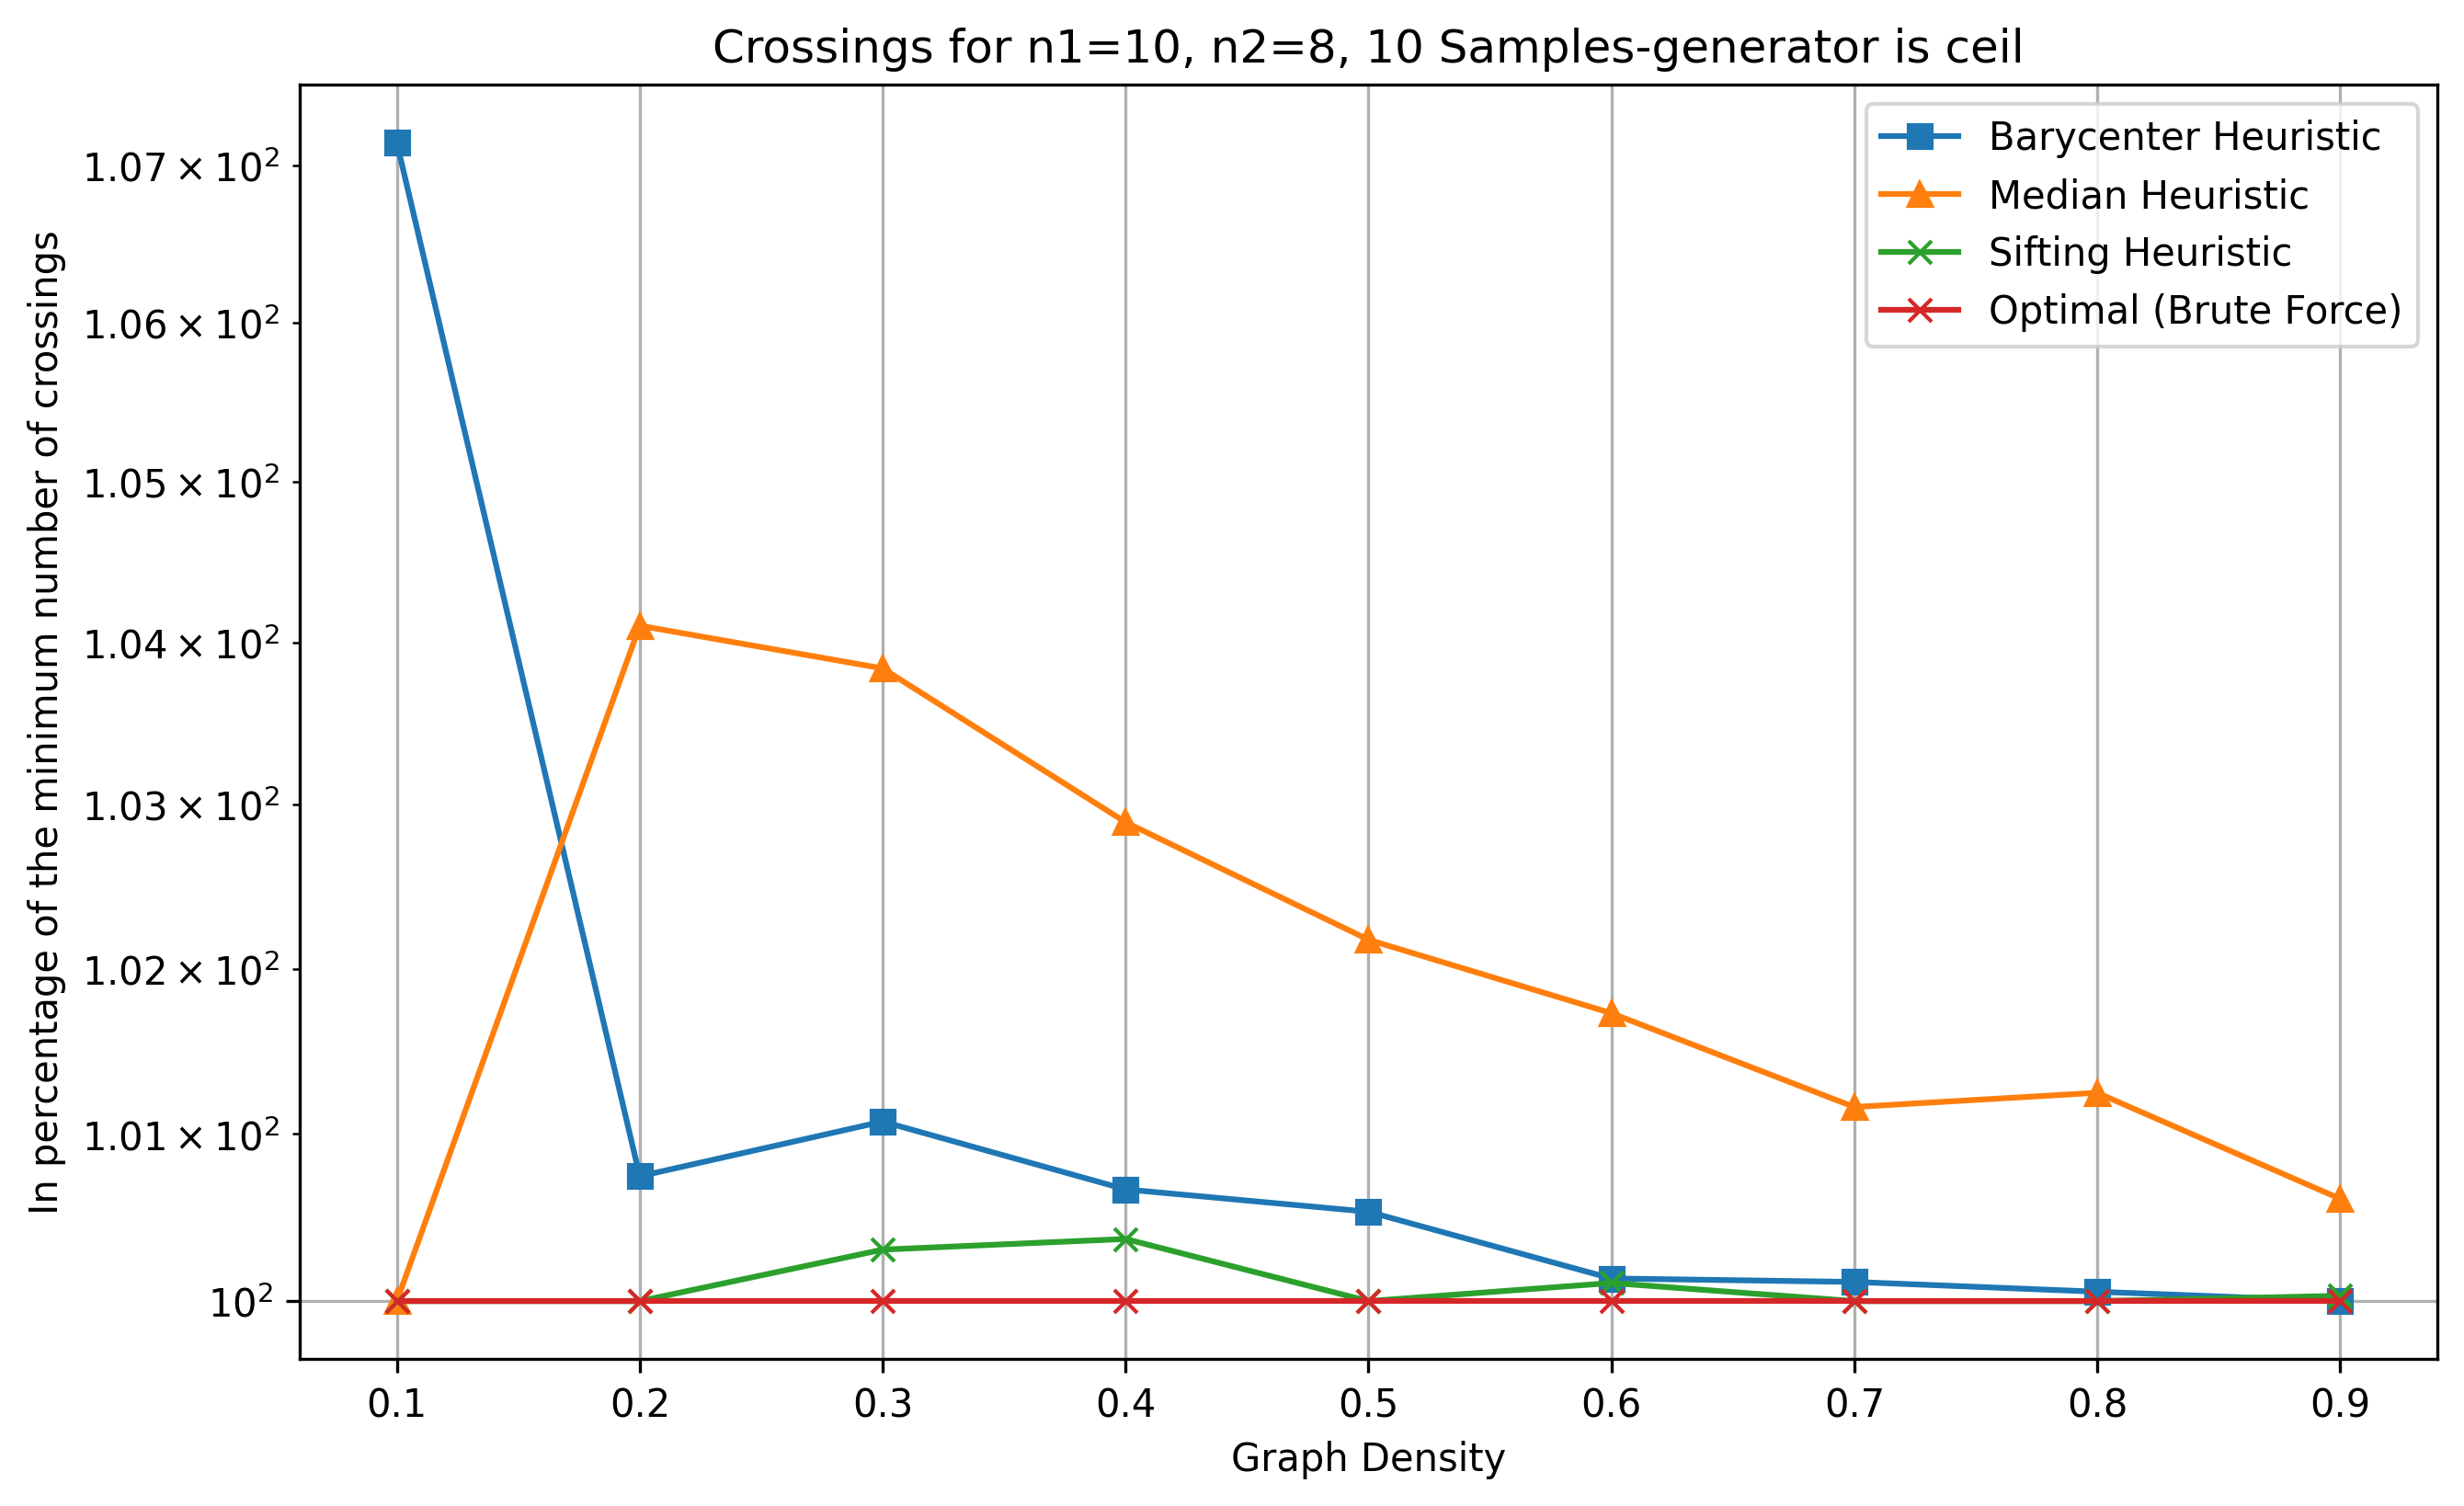 Crossings for n1=10, n2=8, 10 Samples-generator is ceil
Barycenter Heuristic
Median Heuristic
Sifting Heuristic
Optimal (Brute Force)
In percentage of the minimum number of crossings
1.07 × 10²
1.06 × 10²
1.05 × 10²
1.04 × 10²
1.03 × 10²
1.02 × 10²
1.01 × 10²
10²
0.1 0.2 0.3 0.4 0.5 0.6 0.7 0.8 0.9
Graph Density